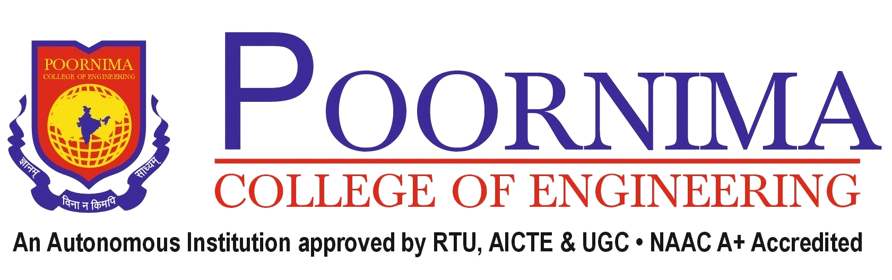 POORNIMA
COLLEGE OF ENGINEERING
ज्ञानम्
विना न किमपि
साध्यम्
POORNIMA
COLLEGE OF ENGINEERING
An Autonomous Institution approved by RTU, AICTE & UGC • NAAC A+ Accredited